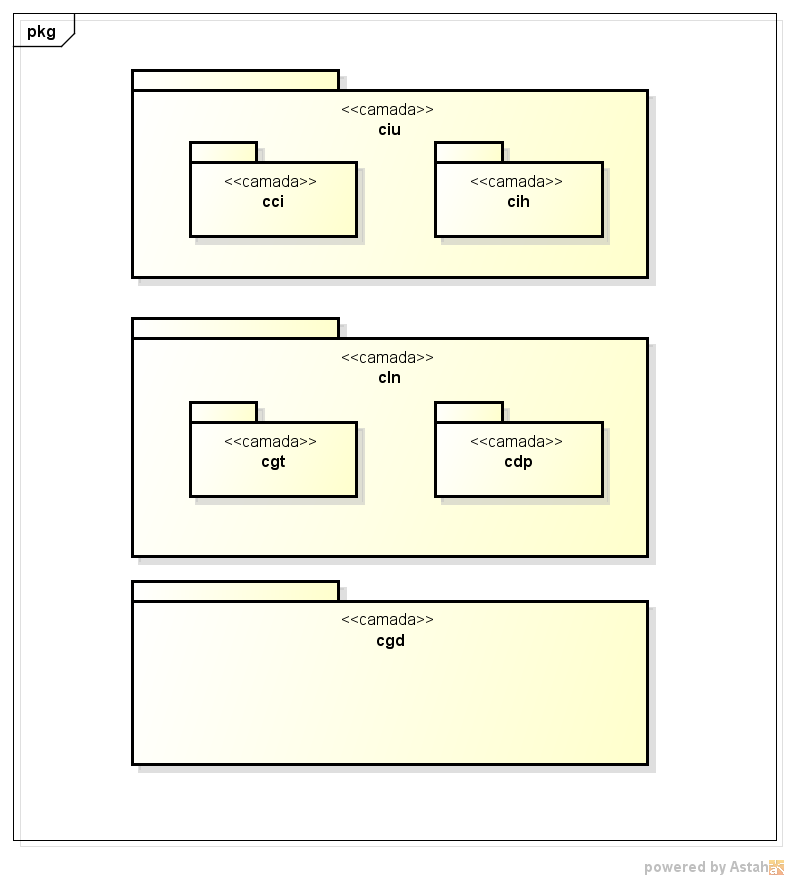 pkg
<<camada>>
ciu
<<camada>>
cci
<<camada>>
cih
<<camada>>
cln
<<camada>>
cgt
<<camada>>
cdp
<<camada>>
cgd
powered by Astah